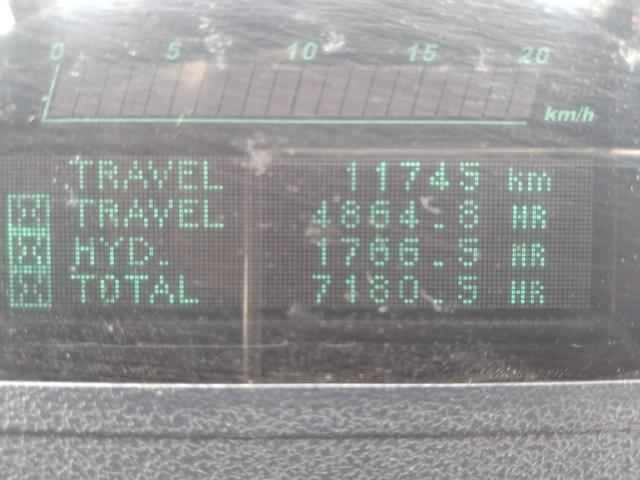 0 5 10 15 20
km/h
TRAVEL 11745 km
TRAVEL 4864.8 HR
HYD. 1766.5 HR
TOTAL 7180.5 HR